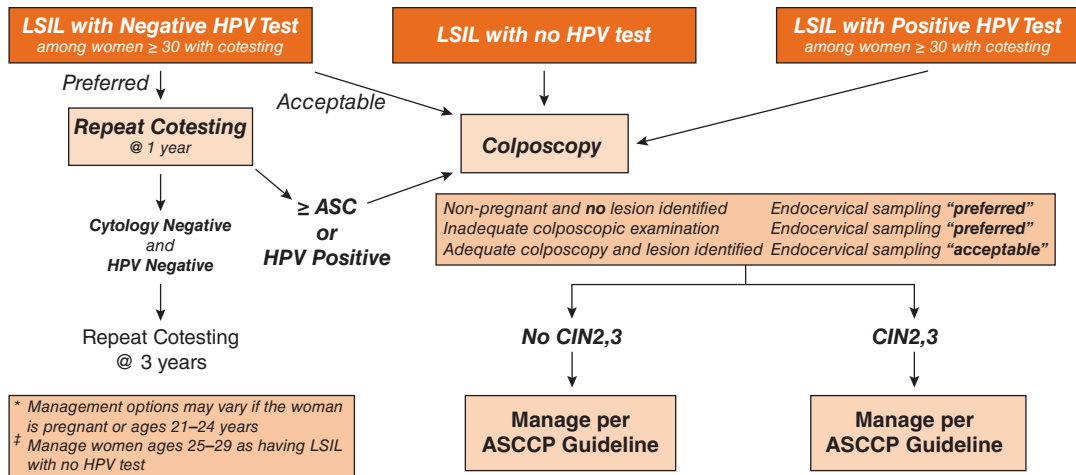 LSIL with Negative HPV Test
among women ≥ 30 with cotesting
LSIL with no HPV test
LSIL with Positive HPV Test
among women ≥ 30 with cotesting
Preferred
Acceptable
Repeat Cotesting
@ 1 year
Colposcopy
≥ ASC
or
HPV Positive
Cytology Negative
and
HPV Negative
Repeat Cotesting
@ 3 years
Non-pregnant and no lesion identified Endocervical sampling “preferred”
Inadequate colposcopic examination Endocervical sampling “preferred”
Adequate colposcopy and lesion identified Endocervical sampling “acceptable”
No CIN2,3
CIN2,3
Manage per
ASCCP Guideline
Manage per
ASCCP Guideline
* Management options may vary if the woman
is pregnant or ages 21–24 years
‡ Manage women ages 25–29 as having LSIL
with no HPV test